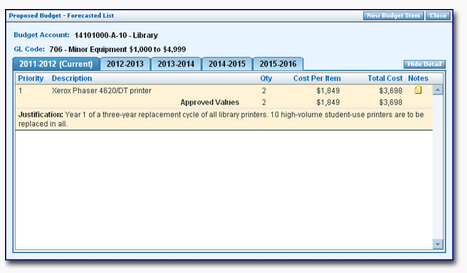 Proposed Budget - Forecasted List New Budget Item Close
Budget Account: 14101000-A-10 - Library
GL Code: 706 - Minor Equipment $1,000 to $4,999
2011-2012 (Current) 2012-2013 2013-2014 2014-2015 2015-2016 Hide Detail
Priority Description Qty Cost Per Item Total Cost Notes
1 Xerox Phaser 4620/DT printer 2 $1,849 $3,698
Approved Values 2 $1,849 $3,698
Justification: Year 1 of a three-year replacement cycle of all library printers. 10 high-volume student-use printers are to be
replaced in all.